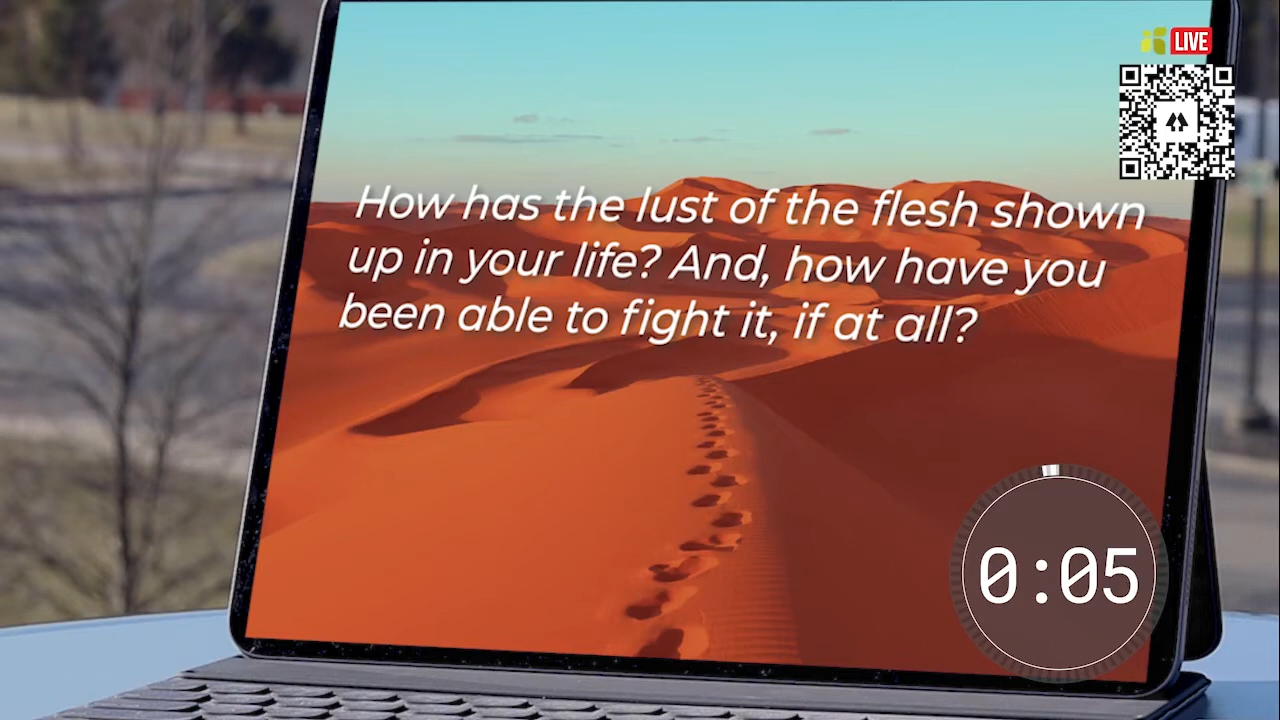 LIVE
How has the lust of the flesh shown
up in your life? And, how have you
been able to fight it, if at all?
0:05